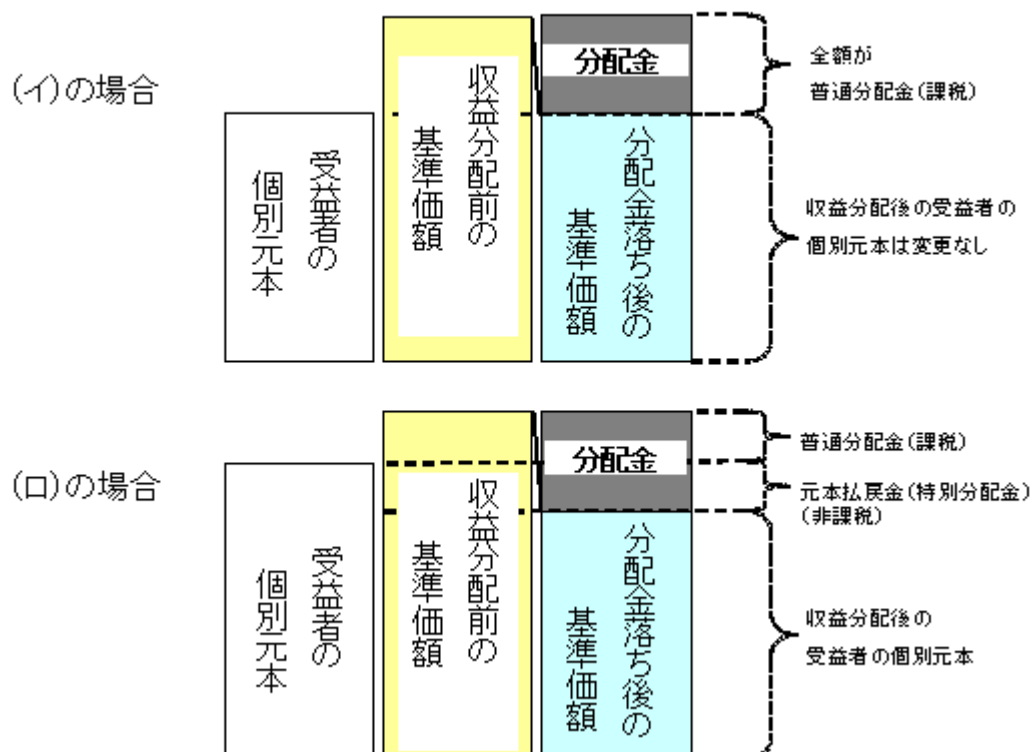 (イ)の場合
受益者の
個別元本
収益分配前の
基準価額
分配金
分配金落ち後の
基準価額
全額が
普通分配金(課税)
収益分配後の受益者の
個別元本は変更なし
(ロ)の場合
受益者の
個別元本
収益分配前の
基準価額
分配金
分配金落ち後の
基準価額
普通分配金(課税)
元本払戻金(特別分配金)
(非課税)
収益分配後の
受益者の個別元本